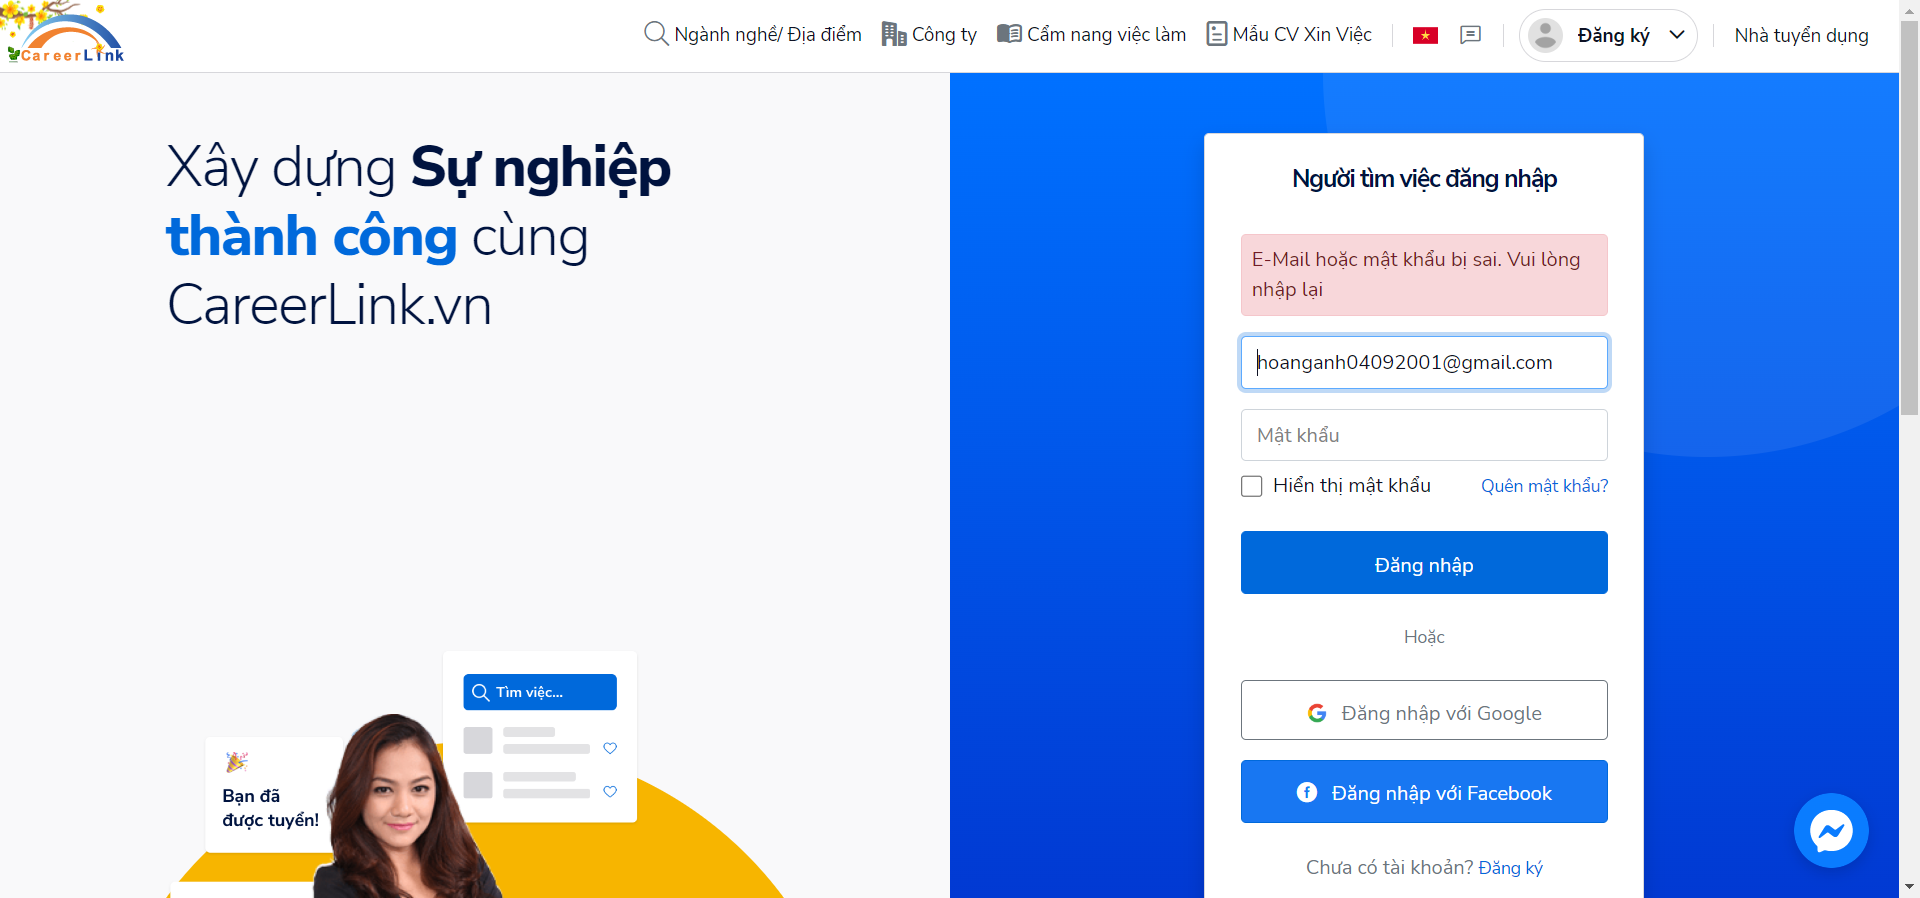 CareerLink
Ngành nghề/ Địa điểm
Công ty
Cẩm nang việc làm
Mẫu CV Xin Việc
Đăng ký
Nhà tuyển dụng
Xây dựng Sự nghiệp
thành công cùng
CareerLink.vn
Tìm việc...
Bạn đã
được tuyển!
Người tìm việc đăng nhập
E-Mail hoặc mật khẩu bị sai. Vui lòng
nhập lại
hoanganh04092001@gmail.com
Mật khẩu
Hiển thị mật khẩu
Quên mật khẩu?
Đăng nhập
Hoặc
Đăng nhập với Google
Đăng nhập với Facebook
Chưa có tài khoản? Đăng ký